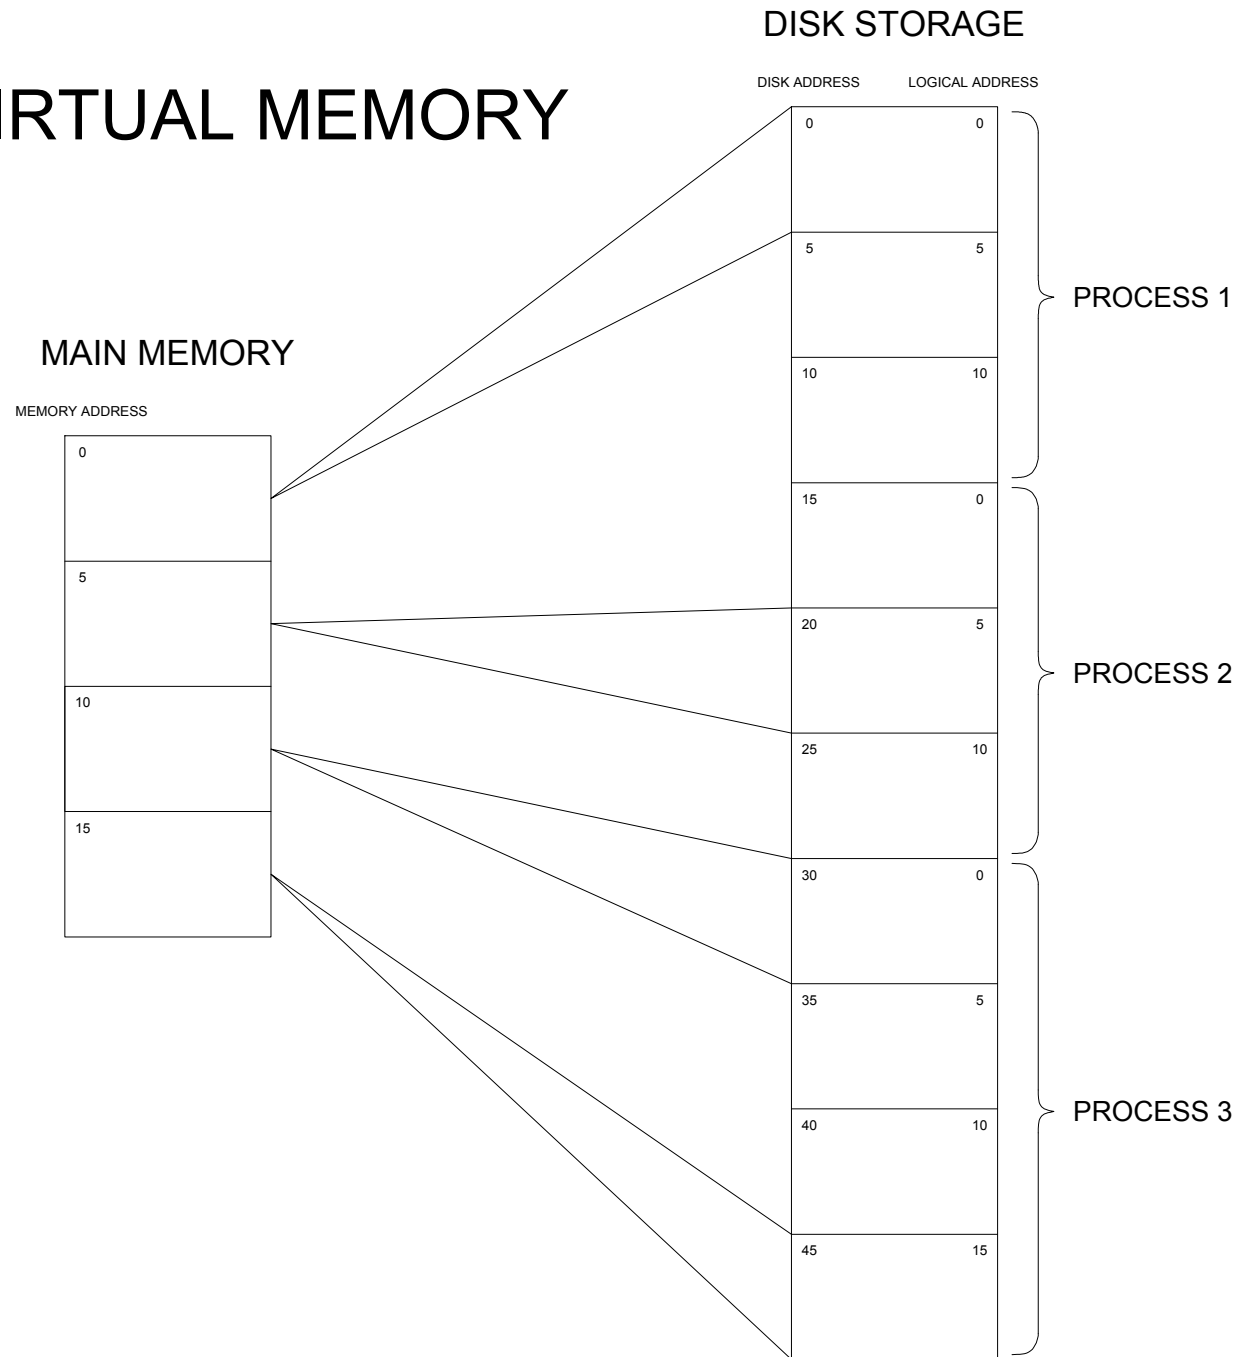 DISK STORAGE
DISK ADDRESS LOGICAL ADDRESS
IRTUAL MEMORY
0 0
5 5
PROCESS 1
MAIN MEMORY
10 10
MEMORY ADDRESS
0
15 0
5
20 5
PROCESS 2
10
25 10
15
30 0
35 5
PROCESS 3
40 10
45 15